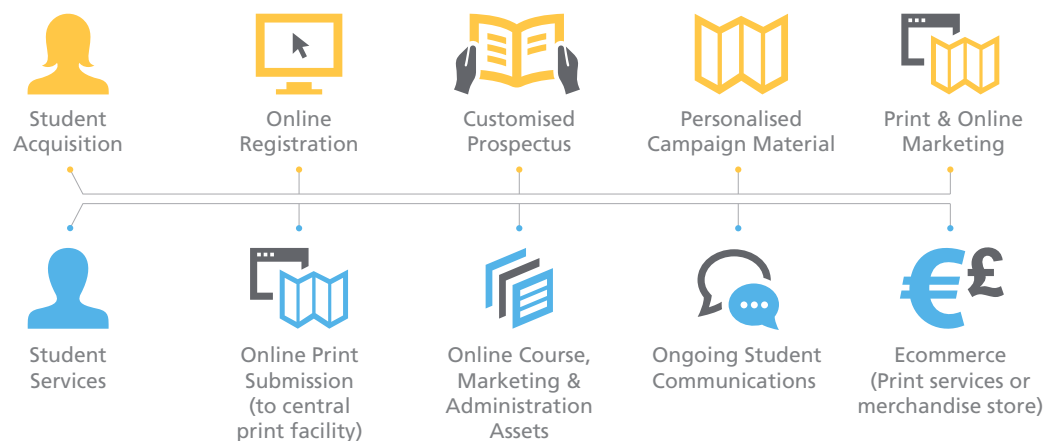 Student
Acquisition
Online
Registration
Customised
Prospectus
Personalised
Campaign Material
Print & Online
Marketing
Student
Services
Online Print
Submission
(to central
print facility)
Online Course,
Marketing &
Administration
Assets
Ongoing Student
Communications
€£
Ecommerce
(Print services or
merchandise store)